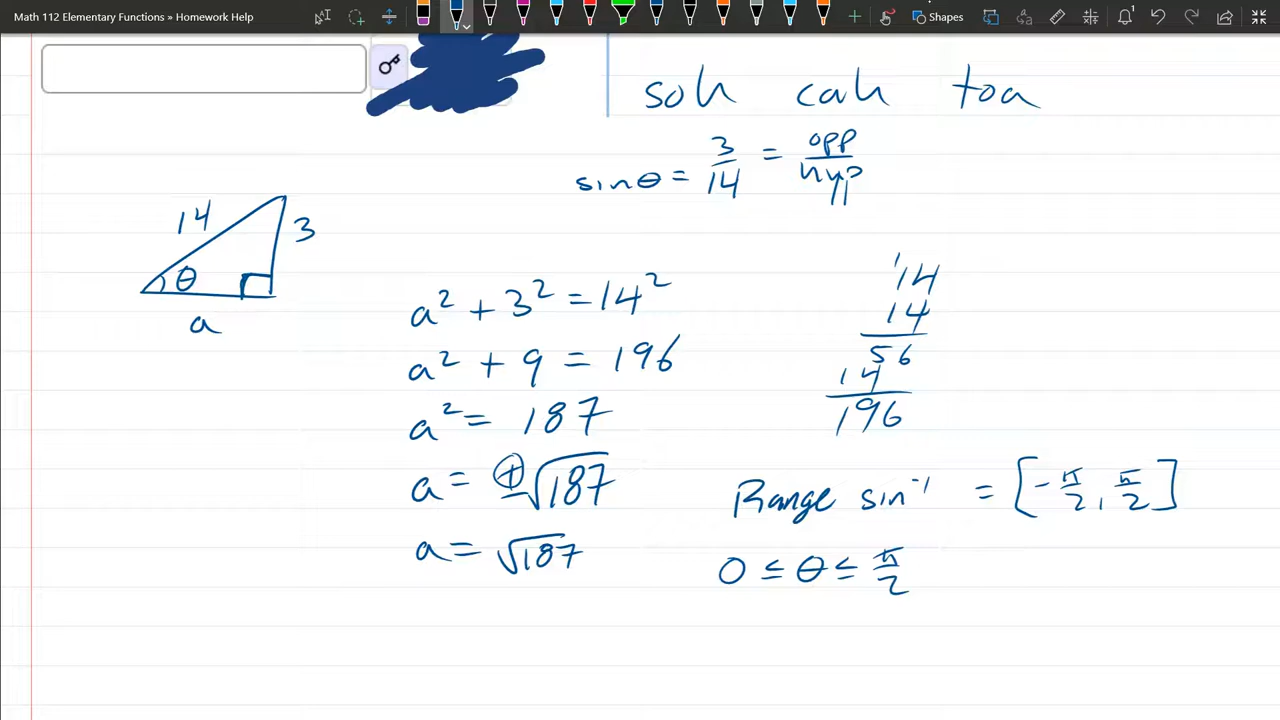 Math 112 Elementary Functions » Homework Help
Shapes
soh cah toa
sinθ = 3/14 = opp/hyp
14
3
θ
a
a² + 3² = 14²
a² + 9 = 196
a² = 187
a = ±√187
a = √187
1
14
14
56
14
196
Range sin⁻¹ = [-π/2, π/2]
0 ≤ θ ≤ π/2